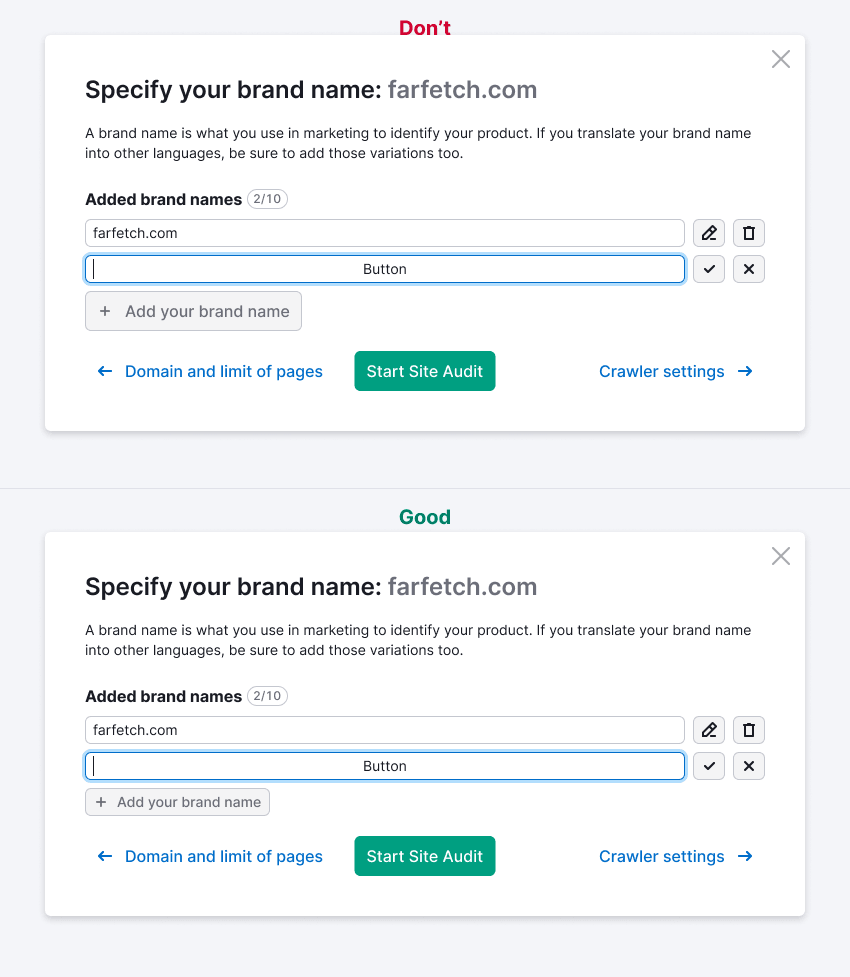 Don’t
Specify your brand name: farfetch.com
A brand name is what you use in marketing to identify your product. If you translate your brand name
into other languages, be sure to add those variations too.
Added brand names 2/10
farfetch.com
Button
+ Add your brand name
← Domain and limit of pages
Start Site Audit
Crawler settings →
Good
Specify your brand name: farfetch.com
A brand name is what you use in marketing to identify your product. If you translate your brand name
into other languages, be sure to add those variations too.
Added brand names 2/10
farfetch.com
Button
+ Add your brand name
← Domain and limit of pages
Start Site Audit
Crawler settings →